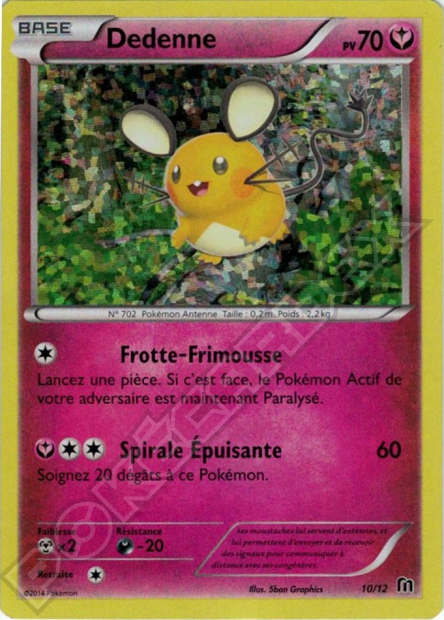 BASE
Dedenne
PV70
N° 702 Pokémon Antenne Taille : 0,2m. Poids : 2,2kg
Frotte-Frimousse
Lancez une pièce. Si c'est face, le Pokémon Actif de
votre adversaire est maintenant Paralysé.
Spirale Épuisante 60
Soignez 20 dégâts à ce Pokémon.
Faiblesse
×2
Résistance
-20
Retraite
Ses moustaches lui servent d'antennes, et
lui permettent d'envoyer et de recevoir
des signaux pour communiquer à
distance avec ses congénères.
©2014 Pokémon
Illus. 5ban Graphics
10/12